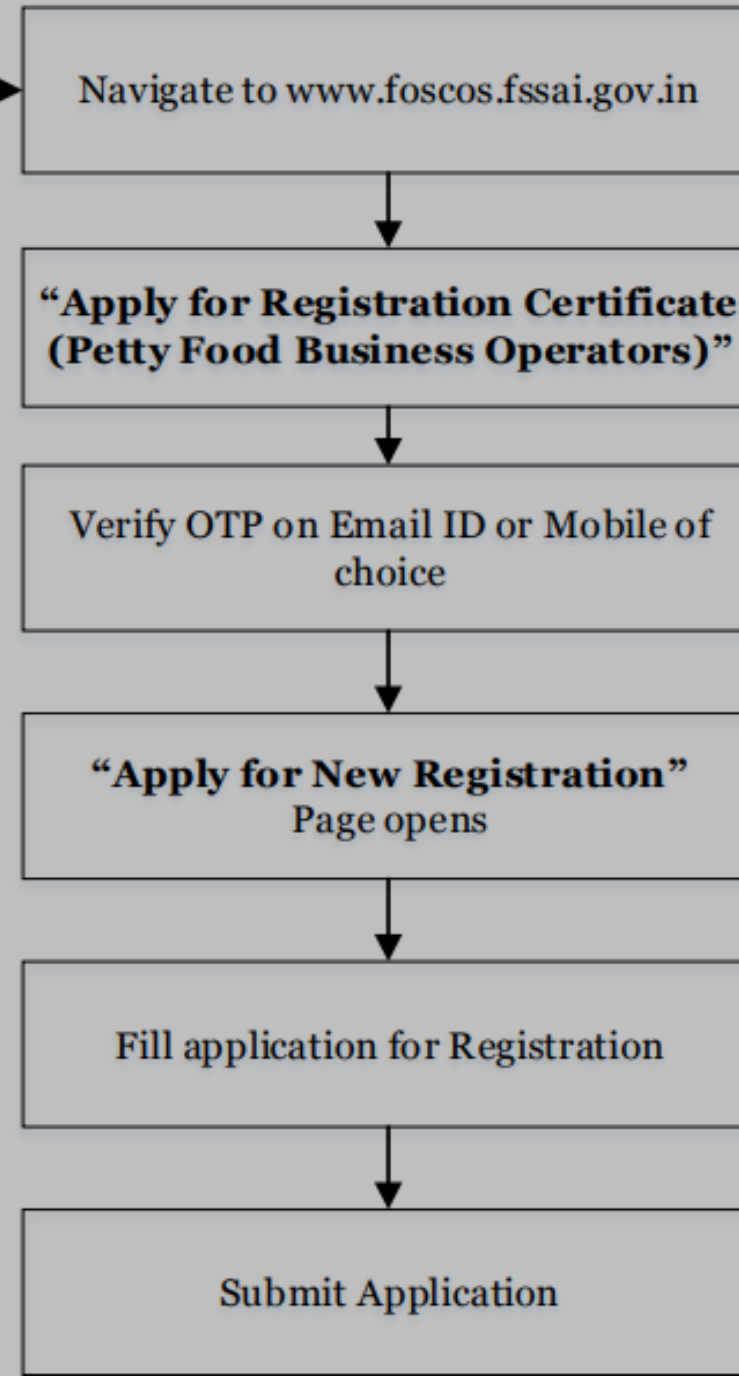 Navigate to www.foscos.fssai.gov.in
“Apply for Registration Certificate
(Petty Food Business Operators)”
Verify OTP on Email ID or Mobile of
choice
“Apply for New Registration”
Page opens
Fill application for Registration
Submit Application